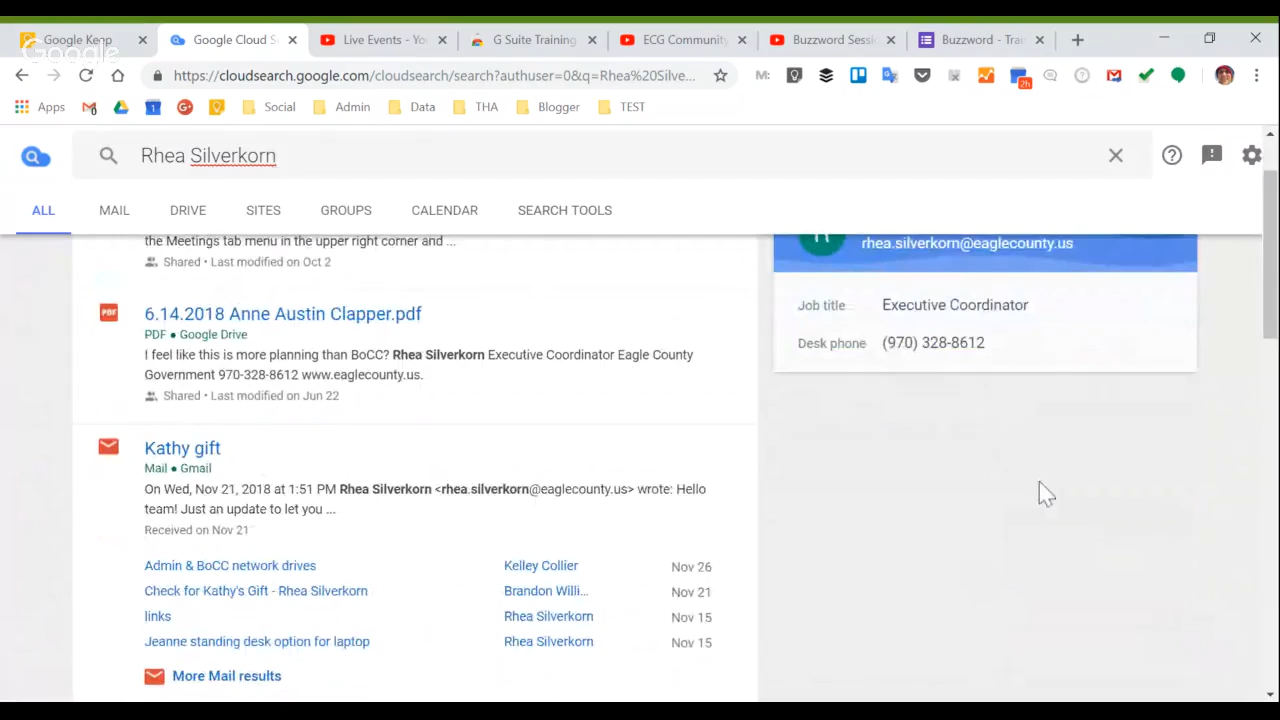 Google Keep
Google Cloud S
Live Events - Yo
G Suite Training
ECG Community
Buzzword Sessi
Buzzword - Trai
Google
https://cloudsearch.google.com/cloudsearch/search?authuser=0&q=Rhea%20Silve...
M:
2h
Apps
0
1
Social
Admin
Data
THA
Blogger
TEST
Rhea Silverkorn
ALL
MAIL
DRIVE
SITES
GROUPS
CALENDAR
SEARCH TOOLS
the Meetings tab menu in the upper right corner and ...
Shared • Last modified on Oct 2
rhea.silverkorn@eaglecounty.us
Job title Executive Coordinator
Desk phone (970) 328-8612
PDF
6.14.2018 Anne Austin Clapper.pdf
PDF • Google Drive
I feel like this is more planning than BoCC? Rhea Silverkorn Executive Coordinator Eagle County
Government 970-328-8612 www.eaglecounty.us.
Shared • Last modified on Jun 22
Kathy gift
Mail • Gmail
On Wed, Nov 21, 2018 at 1:51 PM Rhea Silverkorn <rhea.silverkorn@eaglecounty.us> wrote: Hello
team! Just an update to let you ...
Received on Nov 21
Admin & BoCC network drives Kelley Collier Nov 26
Check for Kathy's Gift - Rhea Silverkorn Brandon Willi... Nov 21
links Rhea Silverkorn Nov 15
Jeanne standing desk option for laptop Rhea Silverkorn Nov 15
More Mail results